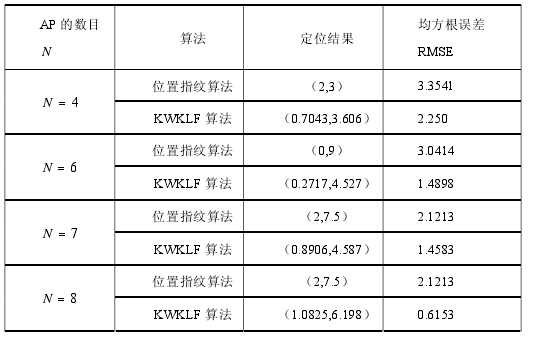 AP 的数目 N	算法	定位结果	均方根误差 RMSE
N = 4	位置指纹算法	（2,3）	3.3541
KWKLF 算法	（0.7043,3.606）	2.250
N = 6	位置指纹算法	（0,9）	3.0414
KWKLF 算法	（0.2717,4.527）	1.4898
N = 7	位置指纹算法	（2,7.5）	2.1213
KWKLF 算法	（0.8906,4.587）	1.4583
N = 8	位置指纹算法	（2,7.5）	2.1213
KWKLF 算法	（1.0825,6.198）	0.6153